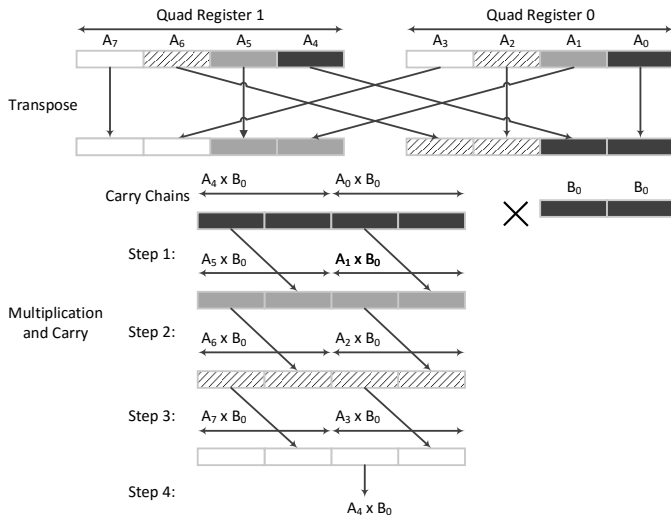 Quad Register 1 Quad Register 0
A7 A6 A5 A4 A3 A2 A1 A0
Transpose
A4 x B0 A0 x B0 B0 B0
Carry Chains
Step 1:
A5 x B0 A1 x B0
Multiplication
and Carry
Step 2:
A6 x B0 A2 x B0
Step 3:
A7 x B0 A3 x B0
Step 4:
A4 x B0